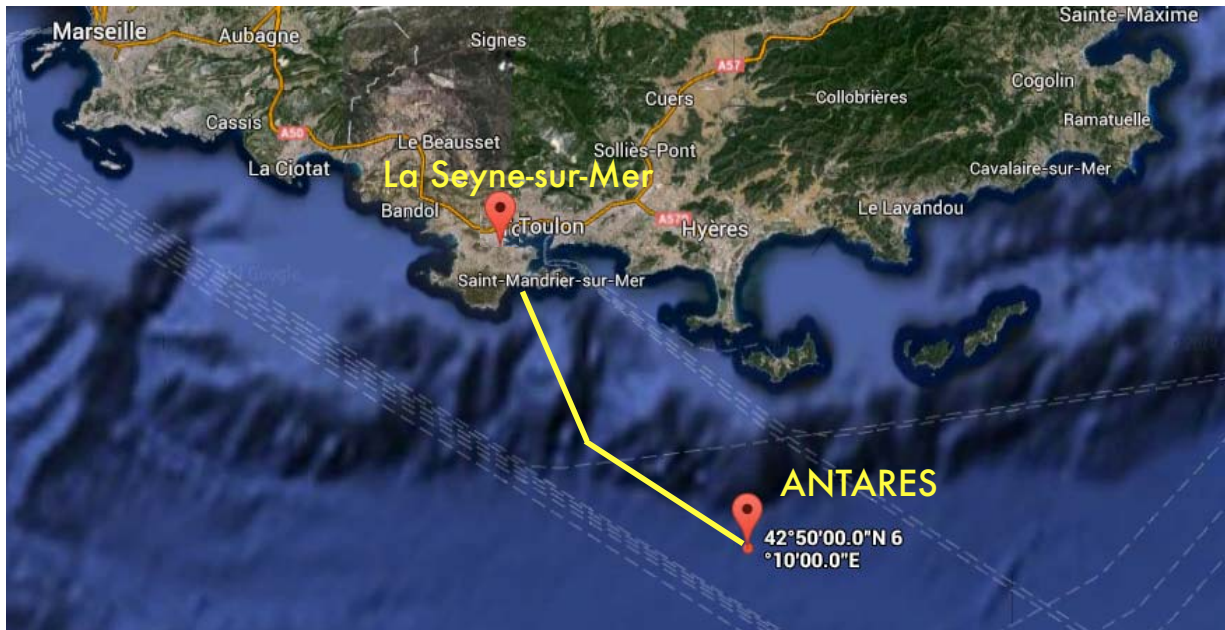 Marseille
Aubagne
Signes
Sainte-Maxime
A57
Cogolin
Cuers
Collobrières
Ramatuelle
Cassis
A50
Le Beausset
Solliès-Pont
La Ciotat
Cavalaire-sur-Mer
La Seyne-sur-Mer
Bandol
Le Lavandou
Toulon
Hyères
Saint-Mandrier-sur-Mer
ANTARES
42°50'00.0"N 6
°10'00.0"E